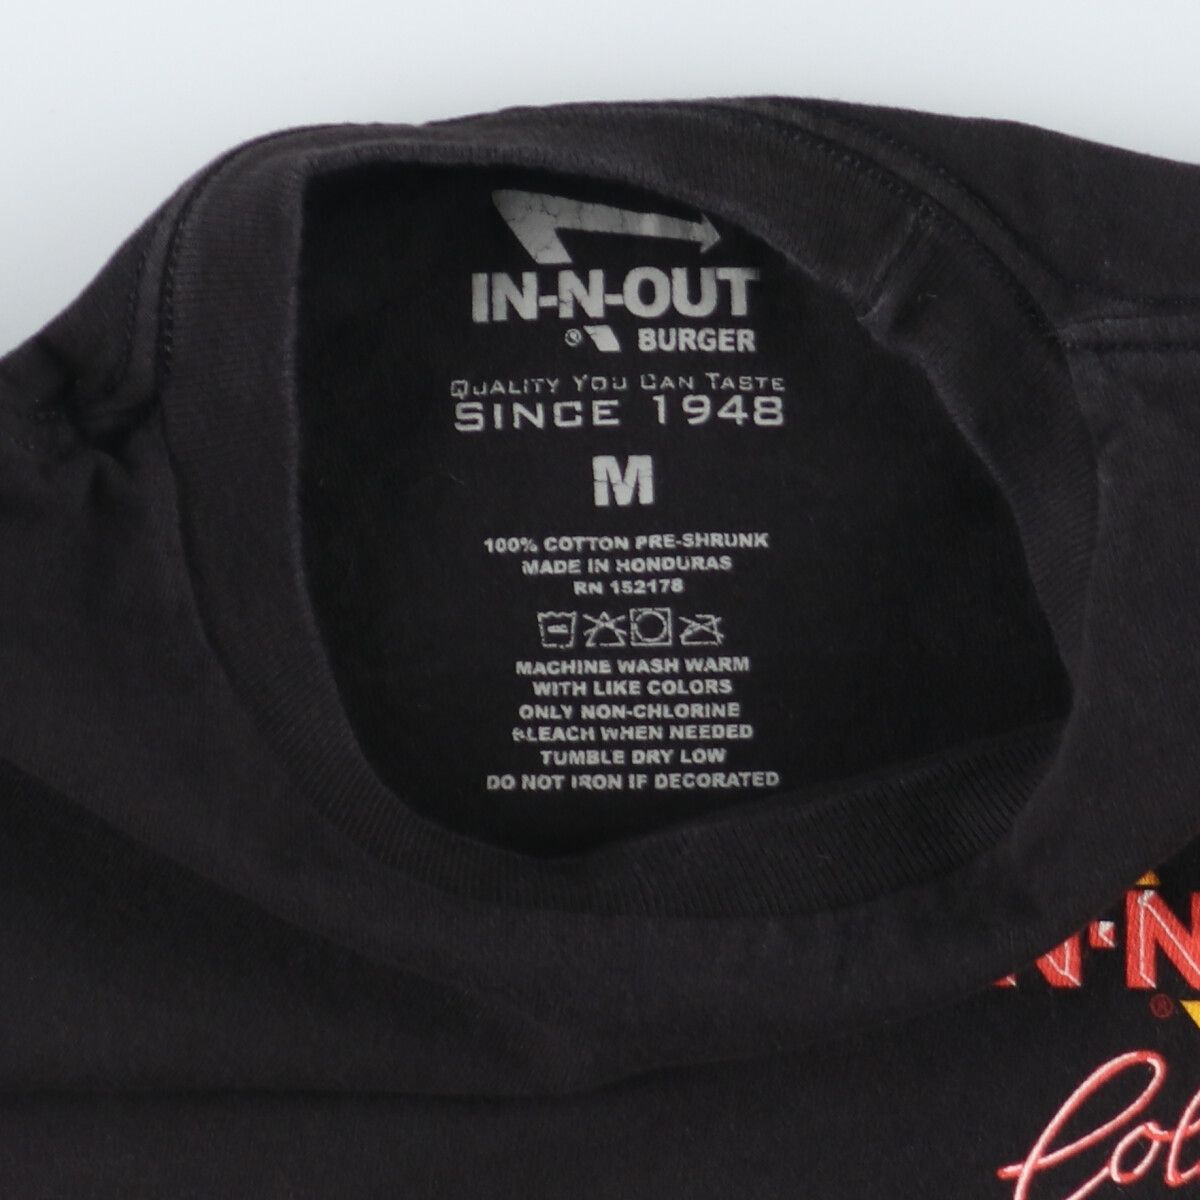 IN-N-OUT
® BURGER
QUALITY YOU CAN TASTE
SINCE 1948
M
100% COTTON PRE-SHRUNK
MADE IN HONDURAS
RN 152178
MACHINE WASH WARM
WITH LIKE COLORS
ONLY NON-CHLORINE
BLEACH WHEN NEEDED
TUMBLE DRY LOW
DO NOT IRON IF DECORATED
N-N
®